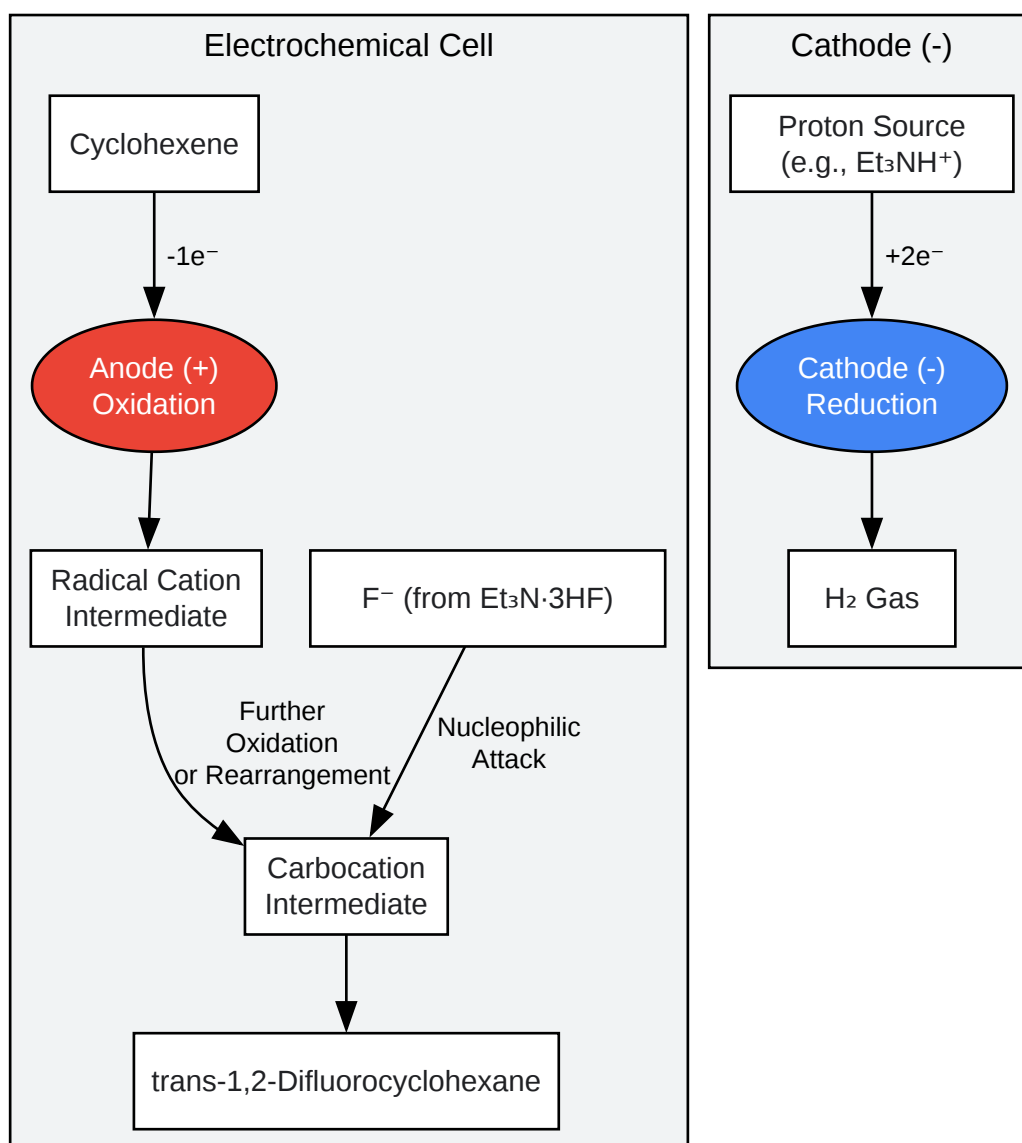 Electrochemical Cell
Cyclohexene
-1e⁻
Anode (+)
Oxidation
Radical Cation
Intermediate
F⁻ (from Et₃N·3HF)
Further
Oxidation
or Rearrangement
Nucleophilic
Attack
Carbocation
Intermediate
trans-1,2-Difluorocyclohexane
Cathode (-)
Proton Source
(e.g., Et₃NH⁺)
+2e⁻
Cathode (-)
Reduction
H₂ Gas